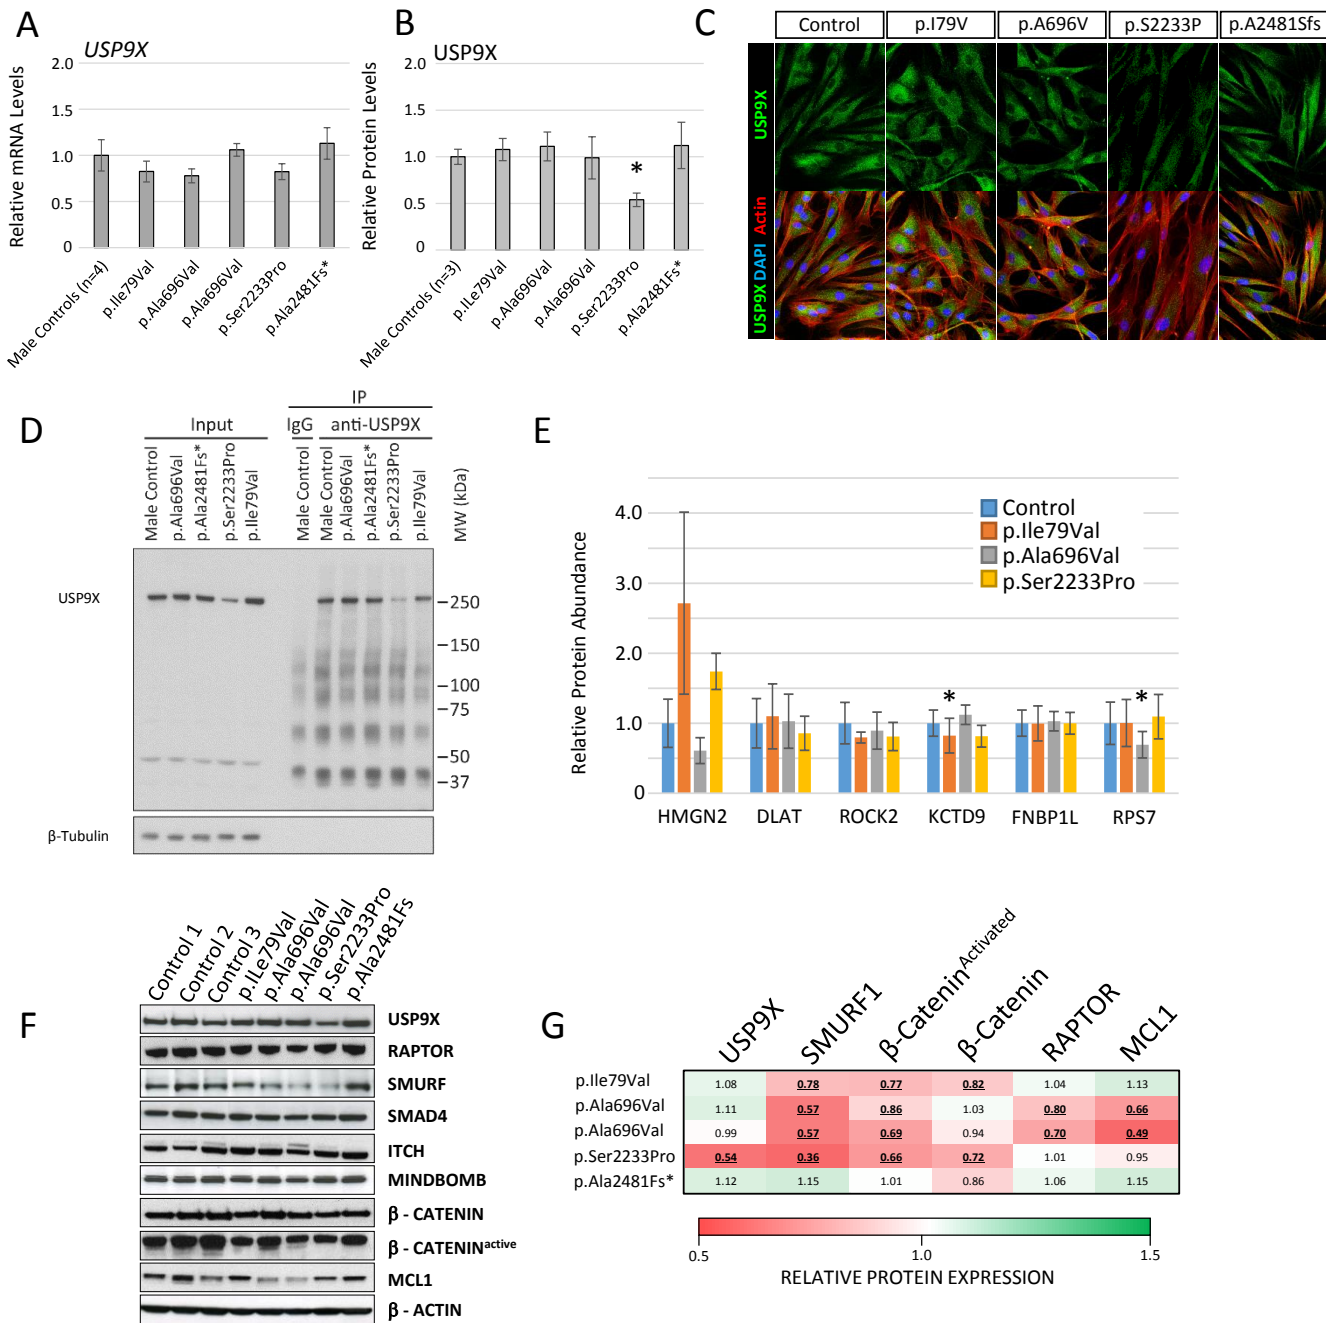 A
USP9X
Relative mRNA Levels
2.0
1.5
1.0
0.5
0
Male Controls (n=4)
p.Ile79Val
p.Ala696Val
p.Ala696Val
p.Ser2233Pro
p.Ala2481Fs*
B
USP9X
Relative Protein Levels
2.0
1.5
1.0
0.5
0
*
Male Controls (n=3)
p.ILe79Val
p.Ala696Val
p.Ala696Val
p.Ser2233Pro
p.Ala2481Fs*
C
Control
p.I79V
p.A696V
p.S2233P
p.A2481Sfs
USP9X
USP9X DAPI Actin
D
Input
IP
IgG
anti-USP9X
Male Control
p.Ala696Val
p.Ala2481Fs*
p.Ser2233Pro
p.Ile79Val
Male Control
Male Control
p.Ala696Val
p.Ala2481Fs*
p.Ser2233Pro
p.Ile79Val
MW (kDa)
USP9X
250
150
100
75
50
37
β-Tubulin
E
Relative Protein Abundance
4.0
3.0
2.0
1.0
0
Control
p.Ile79Val
p.Ala696Val
p.Ser2233Pro
*
*
HMGN2
DLAT
ROCK2
KCTD9
FNBP1L
RPS7
F
Control 1
Control 2
Control 3
p.ILe79Val
p.Ala696Val
p.Ala696Val
p.Ser2233Pro
p.Ala2481Fs
USP9X
RAPTOR
SMURF
SMAD4
ITCH
MINDBOMB
β - CATENIN
β - CATENINactive
MCL1
β - ACTIN
G
USP9X
SMURF1
β-CateninActivated
β-Catenin
RAPTOR
MCL1
p.Ile79Val 1.08 0.78 0.77 0.82 1.04 1.13
p.Ala696Val 1.11 0.57 0.86 1.03 0.80 0.66
p.Ala696Val 0.99 0.57 0.69 0.94 0.70 0.49
p.Ser2233Pro 0.54 0.36 0.66 0.72 1.01 0.95
p.Ala2481Fs* 1.12 1.15 1.01 0.86 1.06 1.15
0.5 1.0 1.5
RELATIVE PROTEIN EXPRESSION